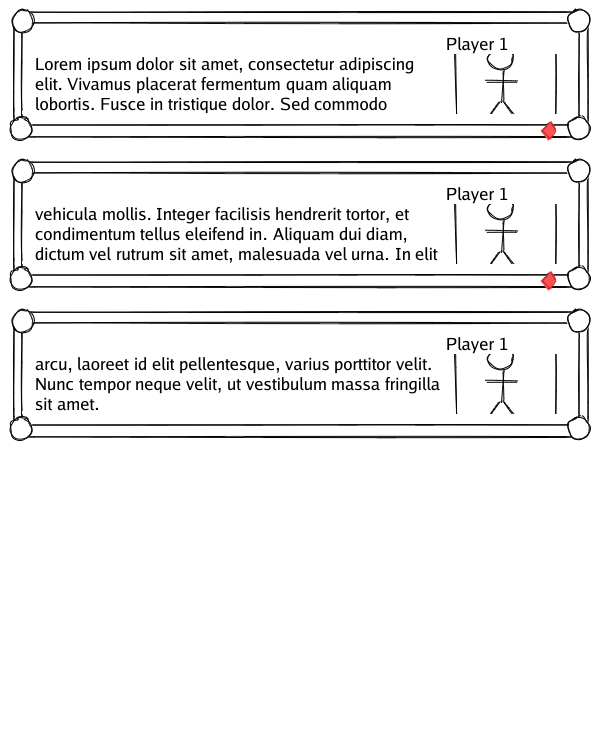 Player 1
Lorem ipsum dolor sit amet, consectetur adipiscing
elit. Vivamus placerat fermentum quam aliquam
lobortis. Fusce in tristique dolor. Sed commodo
Player 1
vehicula mollis. Integer facilisis hendrerit tortor, et
condimentum tellus eleifend in. Aliquam dui diam,
dictum vel rutrum sit amet, malesuada vel urna. In elit
Player 1
arcu, laoreet id elit pellentesque, varius porttitor velit.
Nunc tempor neque velit, ut vestibulum massa fringilla
sit amet.